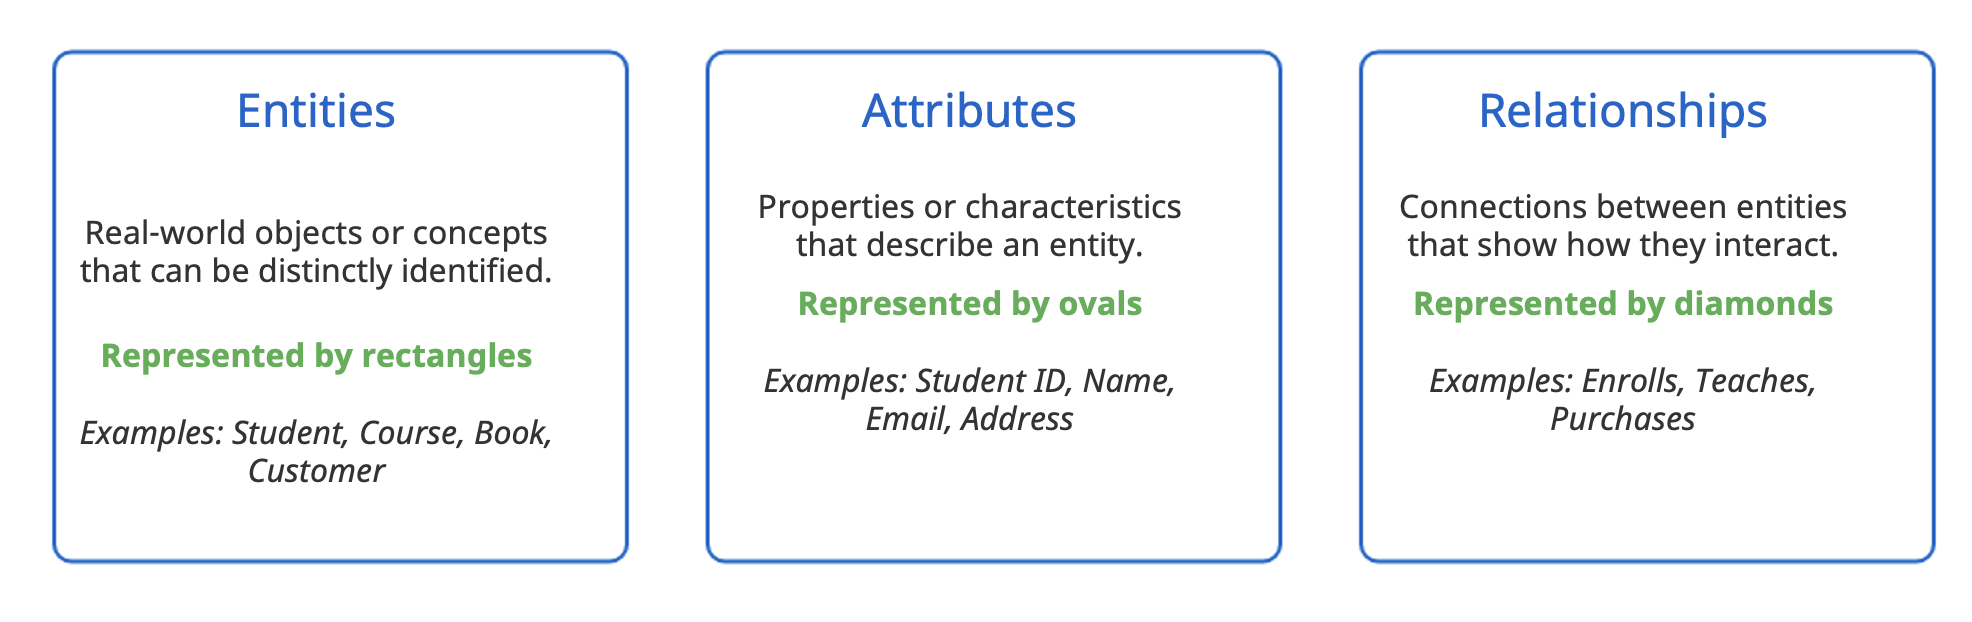 Entities
Real-world objects or concepts
that can be distinctly identified.
Represented by rectangles
Examples: Student, Course, Book,
Customer
Attributes
Properties or characteristics
that describe an entity.
Represented by ovals
Examples: Student ID, Name,
Email, Address
Relationships
Connections between entities
that show how they interact.
Represented by diamonds
Examples: Enrolls, Teaches,
Purchases